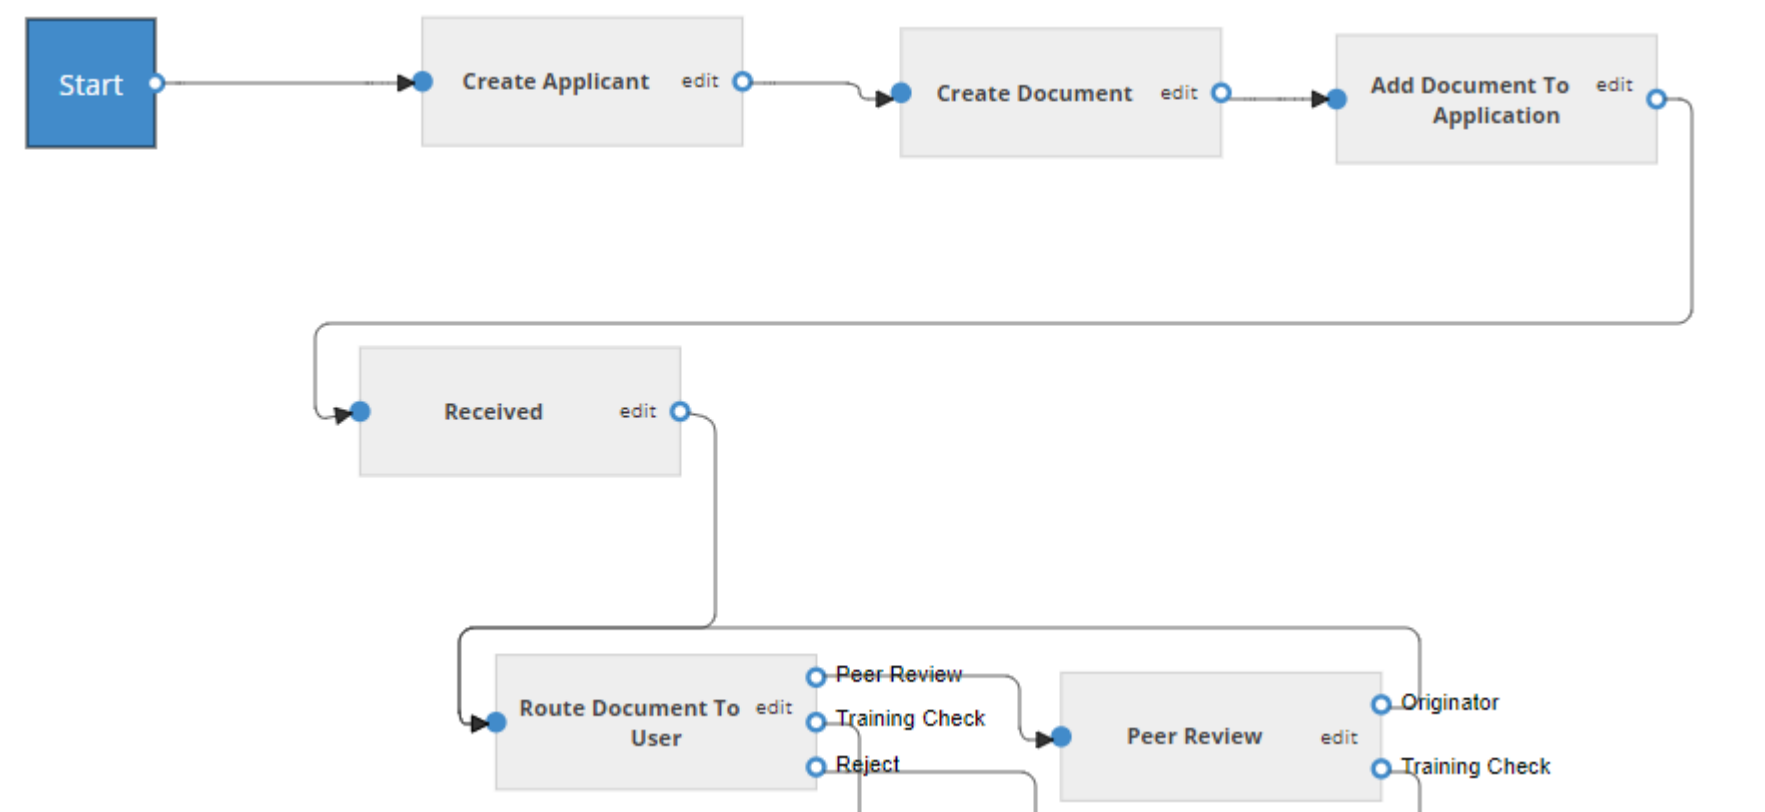 Start
Create Applicant edit
Create Document edit
Add Document To edit
Application
Received edit
Route Document To edit
User
Peer Review
Training Check
Reject
Peer Review edit
Originator
Training Check